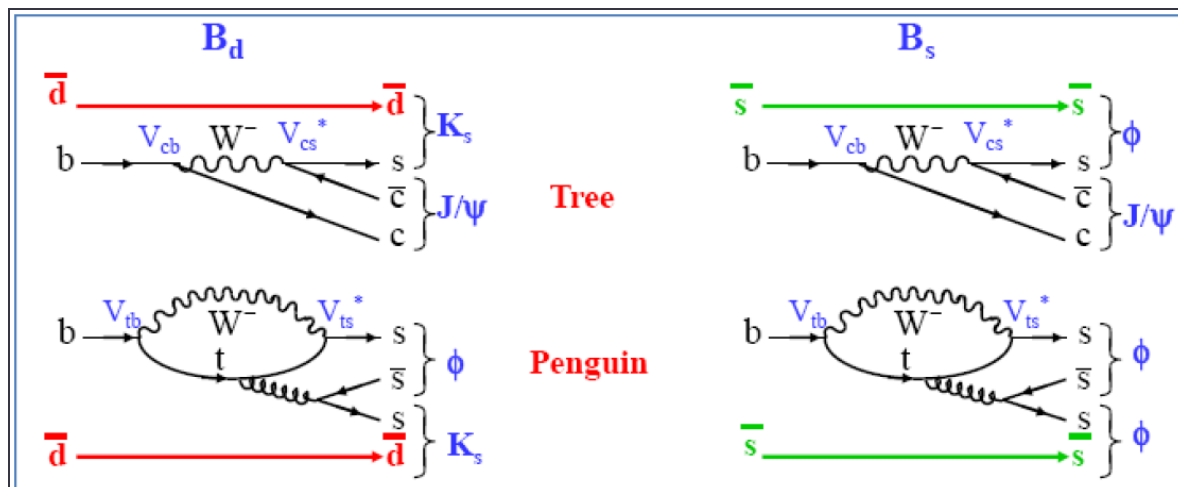 B_d B_s
d̅ d̅ s̅ s̅
V_cb W⁻ V_cs* K_s V_cb W⁻ V_cs* ϕ
b s b s
c̅ J/ψ Tree c̅ J/ψ
c c
V_tb W⁻ V_ts* V_tb W⁻ V_ts*
b s b s
t s̅ ϕ Penguin t s̅ ϕ
s s
d̅ d̅ K_s s̅ s̅ ϕ